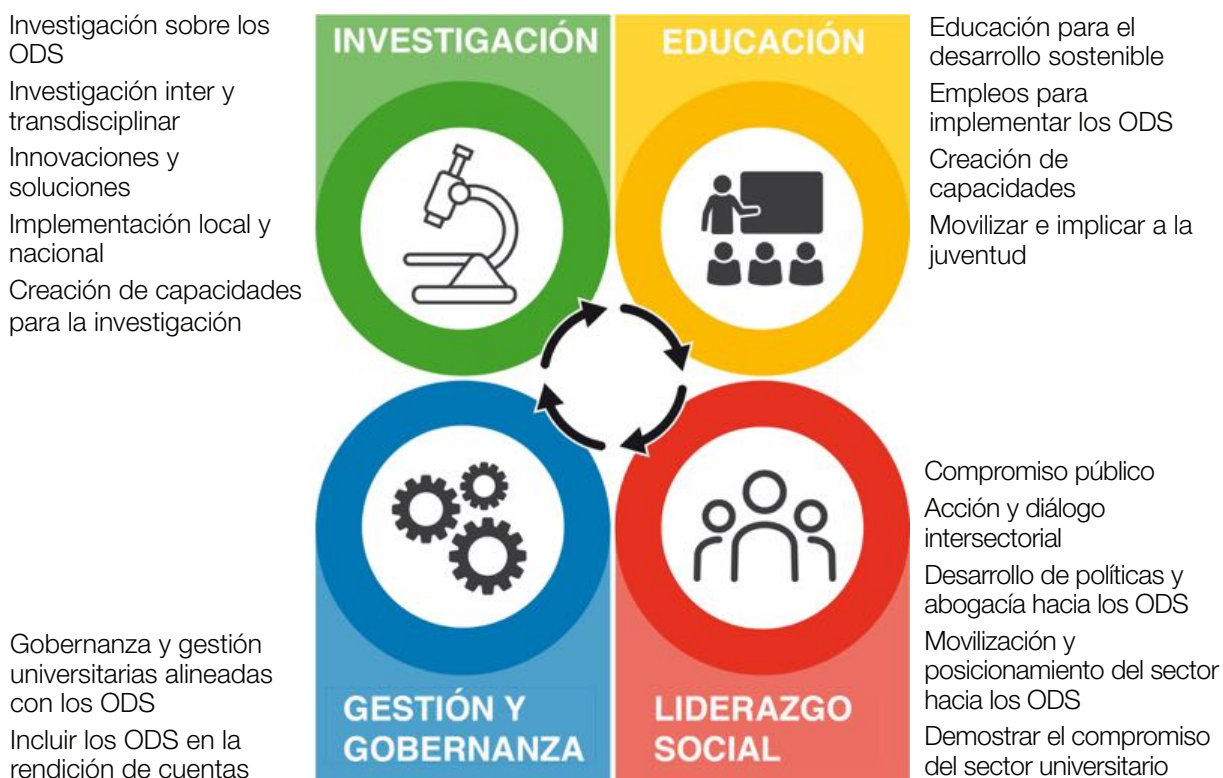 Investigación sobre los
ODS
Investigación inter y
transdisciplinar
Innovaciones y
soluciones
Implementación local y
nacional
Creación de capacidades
para la investigación
INVESTIGACIÓN
EDUCACIÓN
Educación para el
desarrollo sostenible
Empleos para
implementar los ODS
Creación de
capacidades
Movilizar e implicar a la
juventud
Gobernanza y gestión
universitarias alineadas
con los ODS
Incluir los ODS en la
rendición de cuentas
GESTIÓN Y
GOBERNANZA
LIDERAZGO
SOCIAL
Compromiso público
Acción y diálogo
intersectorial
Desarrollo de políticas y
abogacía hacia los ODS
Movilización y
posicionamiento del sector
hacia los ODS
Demostrar el compromiso
del sector universitario